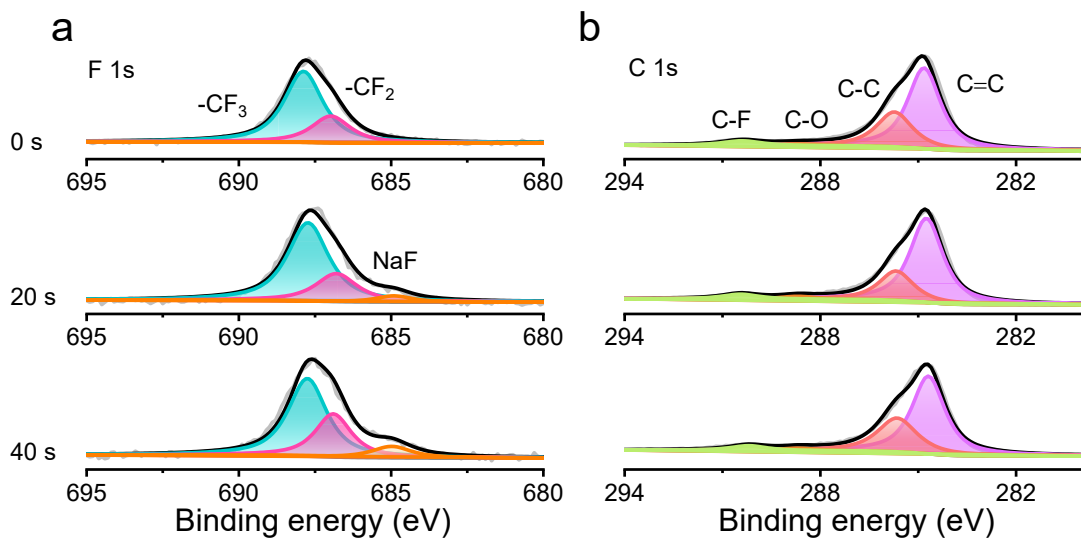 a
b
F 1s
C 1s
-CF₃
-CF₂
C-F
C-O
C-C
C=C
0 s
695
690
685
680
294
288
282
NaF
20 s
695
690
685
680
294
288
282
40 s
695
690
685
680
294
288
282
Binding energy (eV)
Binding energy (eV)